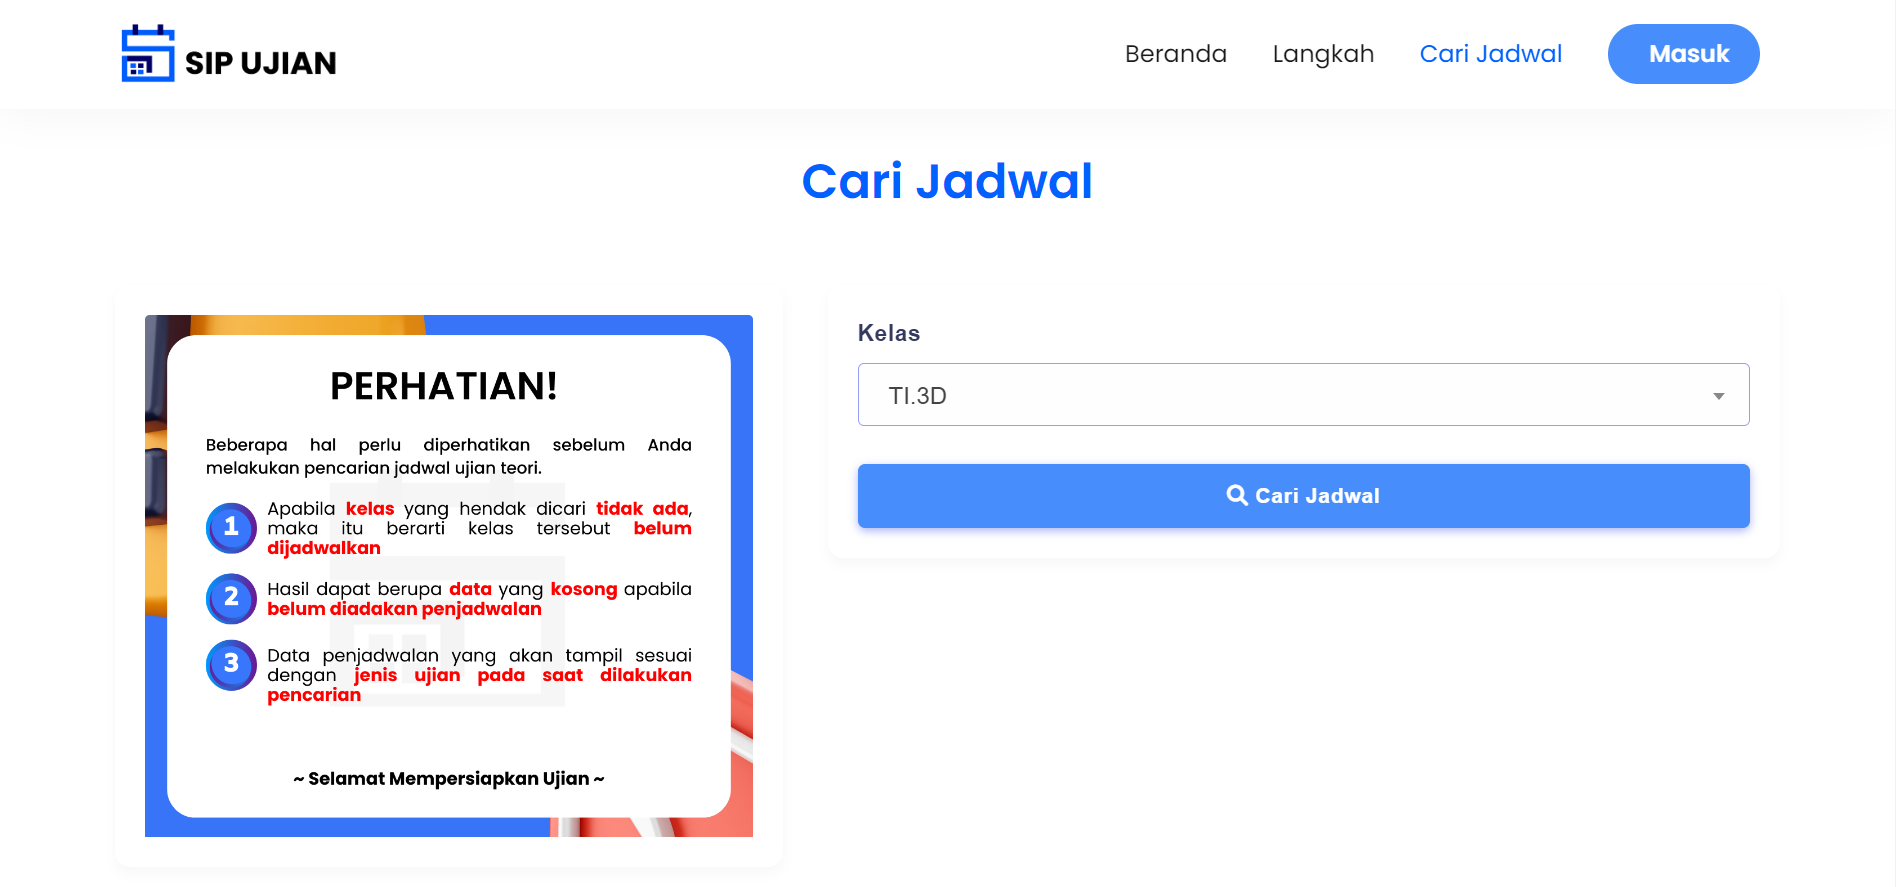 SIP UJIAN
Beranda
Langkah
Cari Jadwal
Masuk
Cari Jadwal
PERHATIAN!
Beberapa hal perlu diperhatikan sebelum Anda
melakukan pencarian jadwal ujian teori.
1
Apabila kelas yang hendak dicari tidak ada,
maka itu berarti kelas tersebut belum
dijadwalkan
2
Hasil dapat berupa data yang kosong apabila
belum diadakan penjadwalan
3
Data penjadwalan yang akan tampil sesuai
dengan jenis ujian pada saat dilakukan
pencarian
~ Selamat Mempersiapkan Ujian ~
Kelas
TI.3D
Cari Jadwal